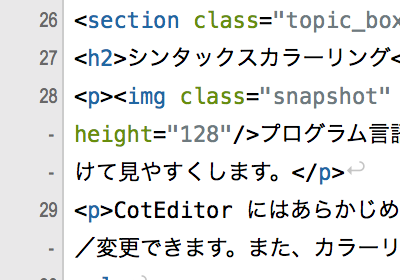 26 <section class="topic_box
27 <h2>シンタックスカラーリング<
28 <p><img class="snapshot"
- height="128"/>プログラム言語
- けて見やすくします。</p>↩
29 <p>CotEditor にはあらかじめ
- ／変更できます。また、カラーリ